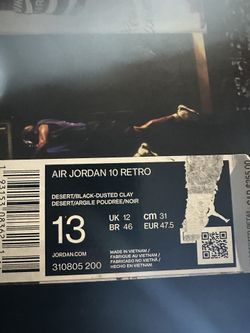 AIR JORDAN 10 RETRO
DESERT/BLACK-DUSTED CLAY
DESERT/ARGILE POUDREE/NOIR
13
UK 12
cm 31
BR 46
EUR 47.5
JORDAN.COM
310805 200
MADE IN VIETNAM /
FABRIQUE AU VIETNAM /
FABRICADO NO VIETNÃ /
HECHO EN VIETNAM